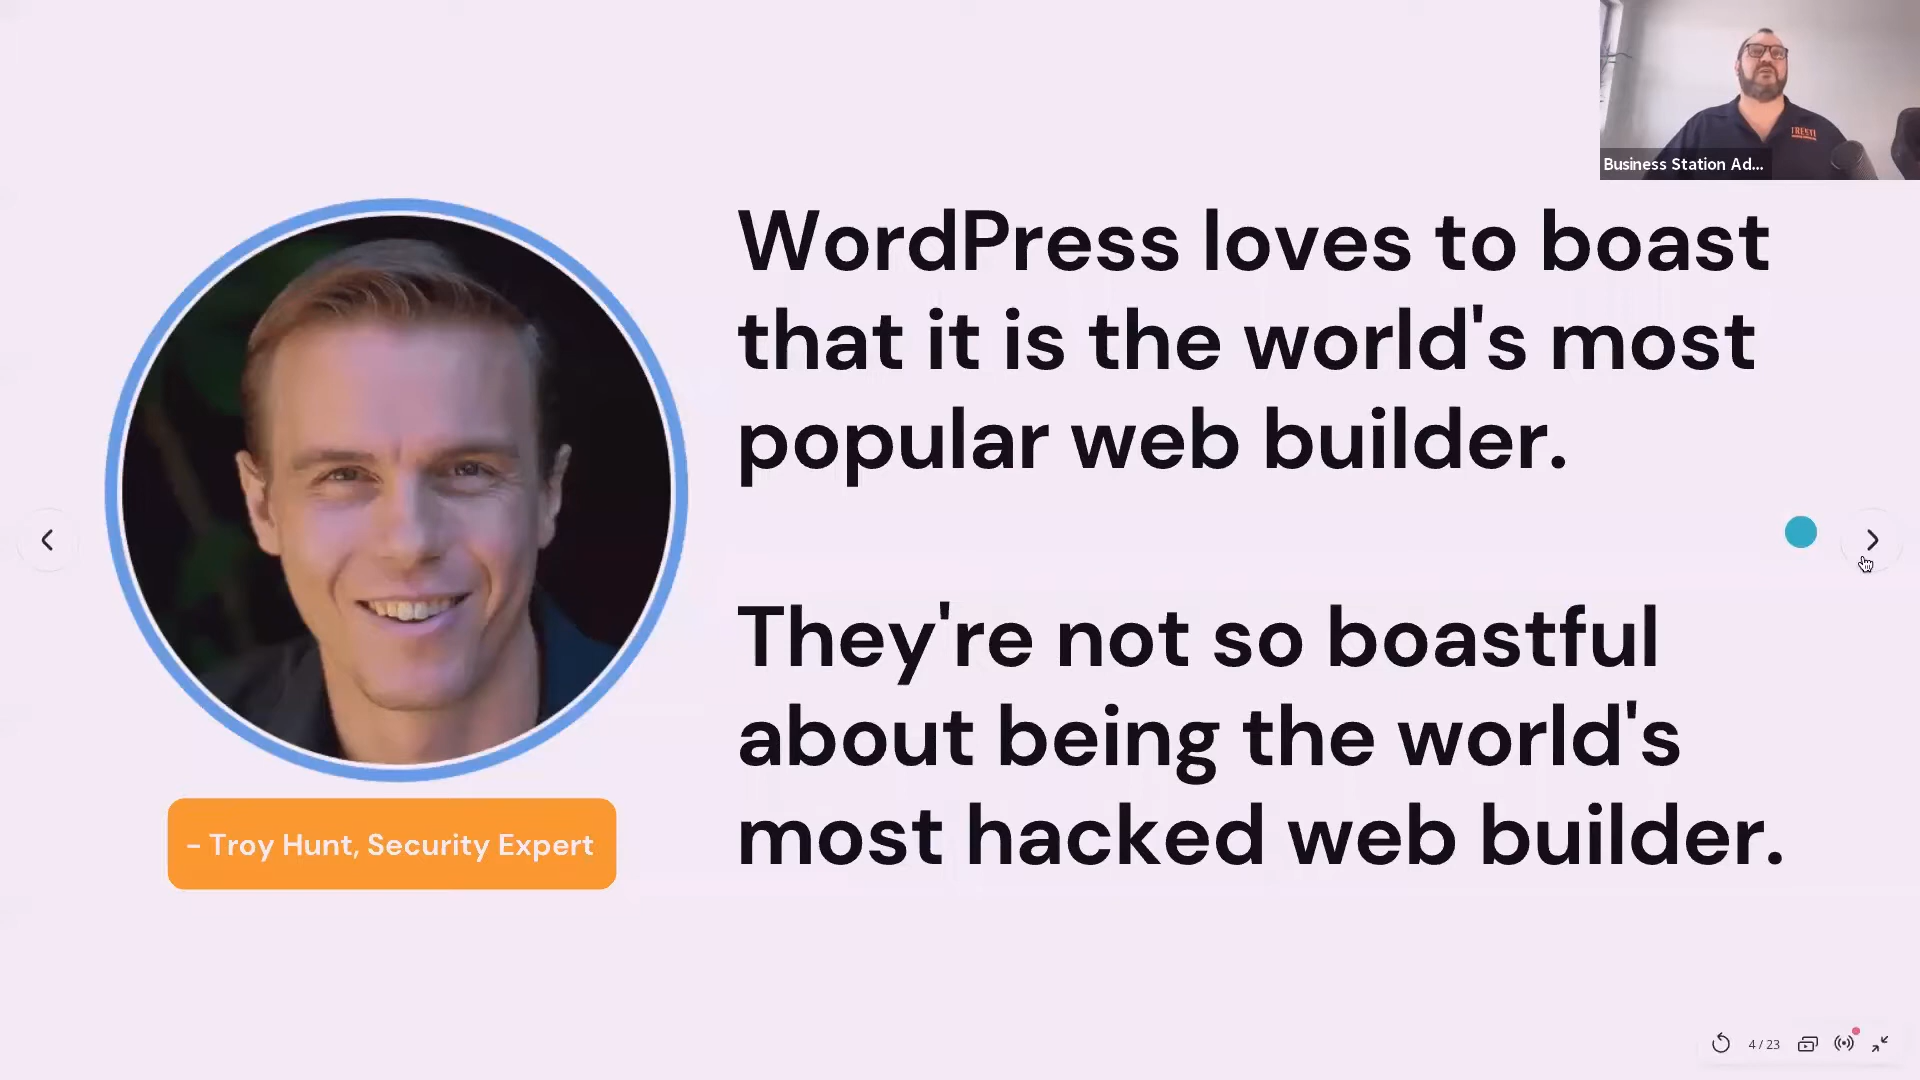 Business Station Ad...
WordPress loves to boast
that it is the world's most
popular web builder.
They're not so boastful
about being the world's
most hacked web builder.
- Troy Hunt, Security Expert
4 / 23